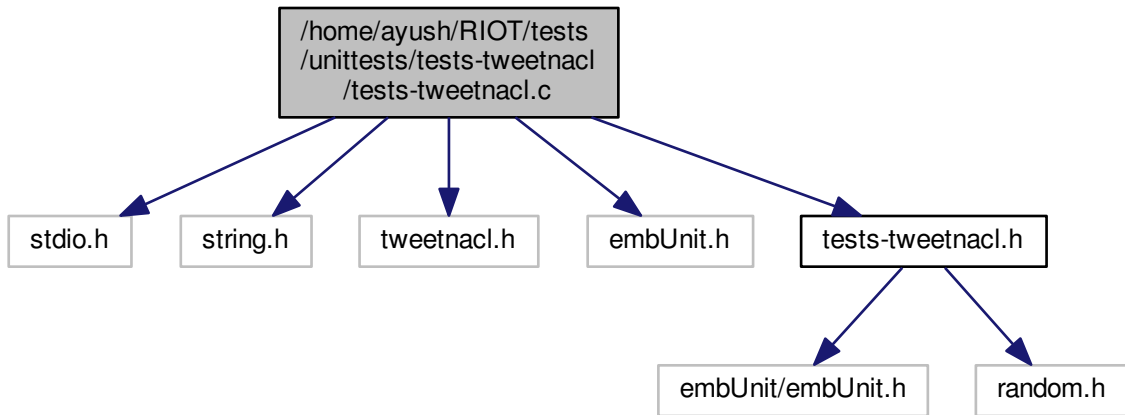 /home/ayush/RIOT/tests
/unittests/tests-tweetnacl
/tests-tweetnacl.c
stdio.h
string.h
tweetnacl.h
embUnit.h
tests-tweetnacl.h
embUnit/embUnit.h
random.h